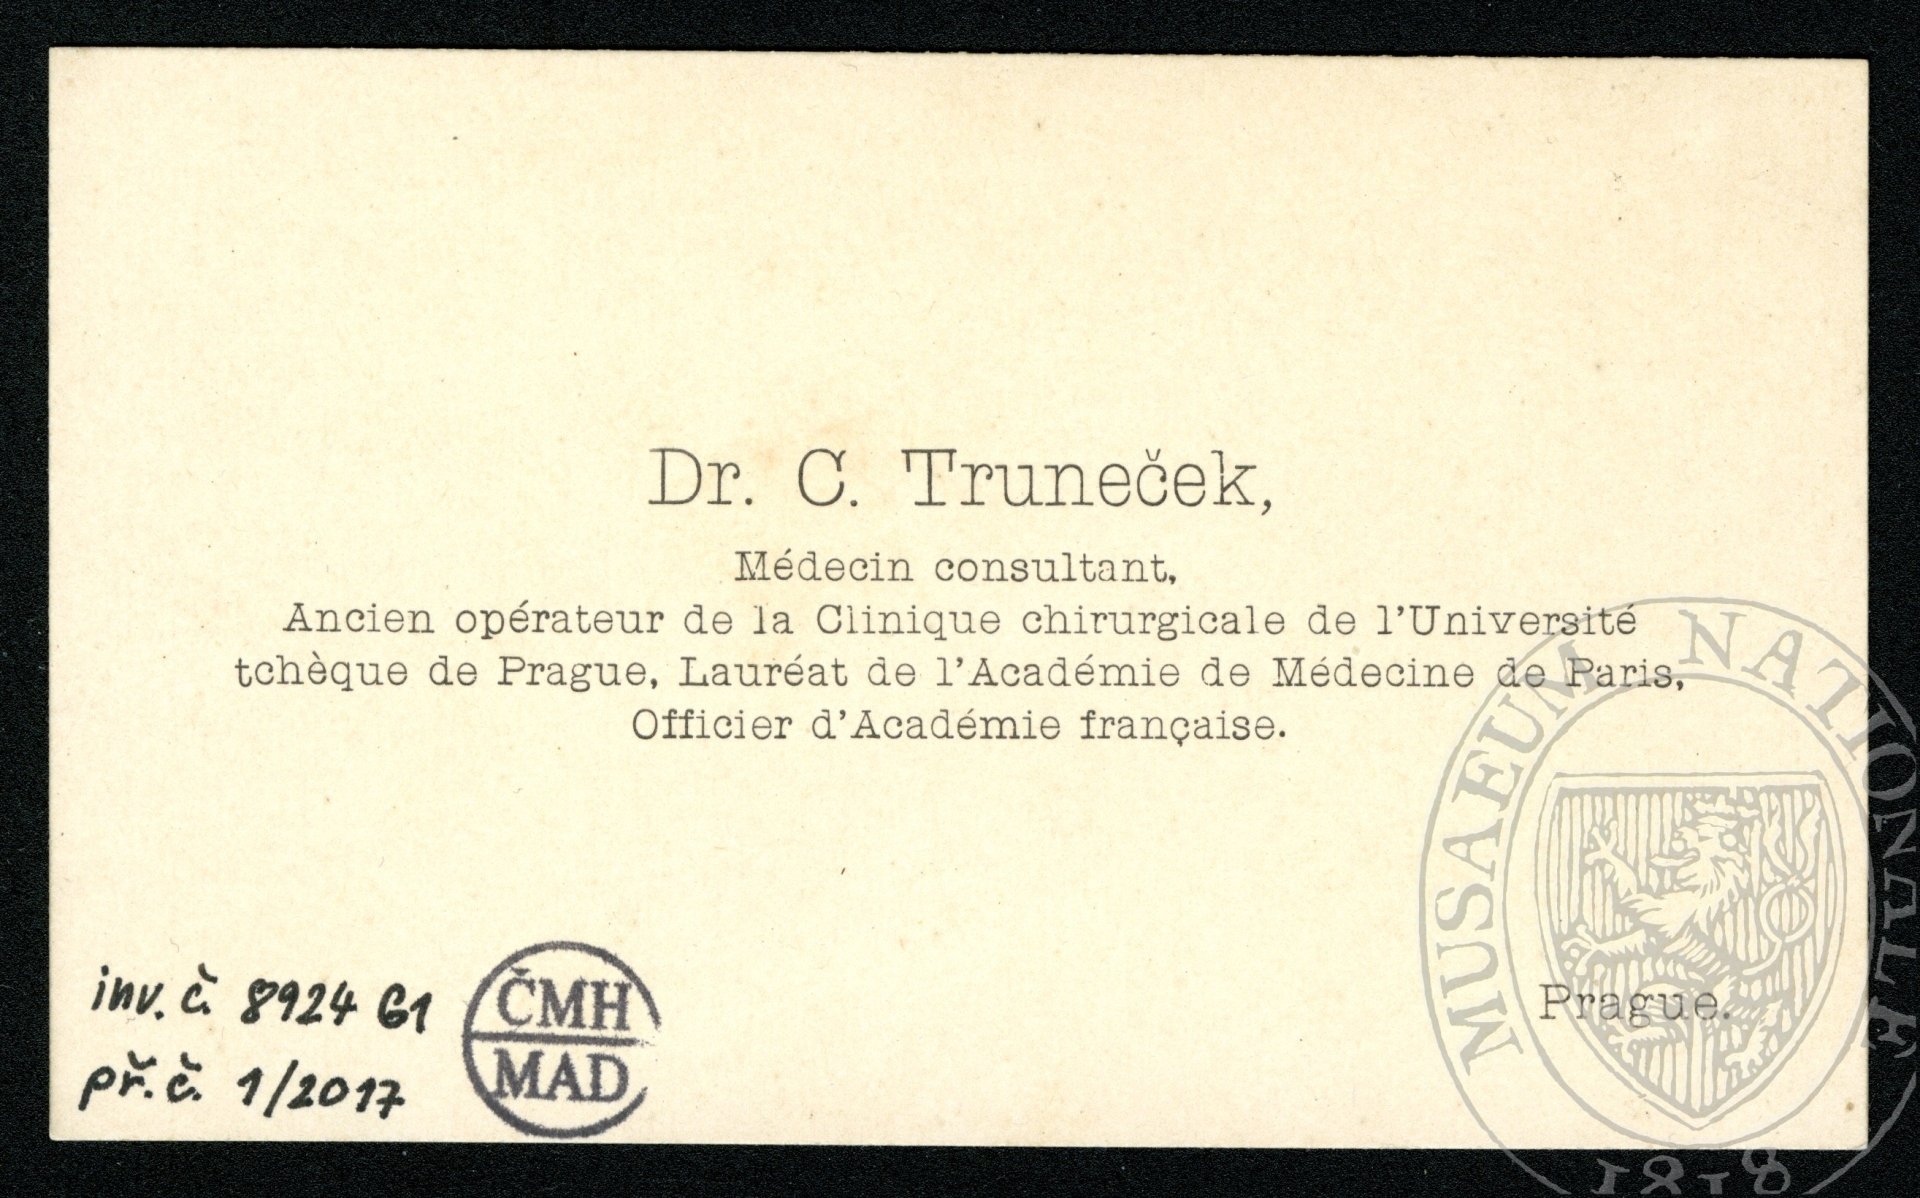 Dr. C. Truneček,
Médecin consultant,
Ancien opérateur de la Clinique chirurgicale de l'Université
tchèque de Prague, Lauréat de l'Académie de Médecine de Paris,
Officier d'Académie française.
Prague.
inv. č. 8924 G1
př. č. 1/2017
ČMH
MAD
MUSAEUM NATIONALE
1818